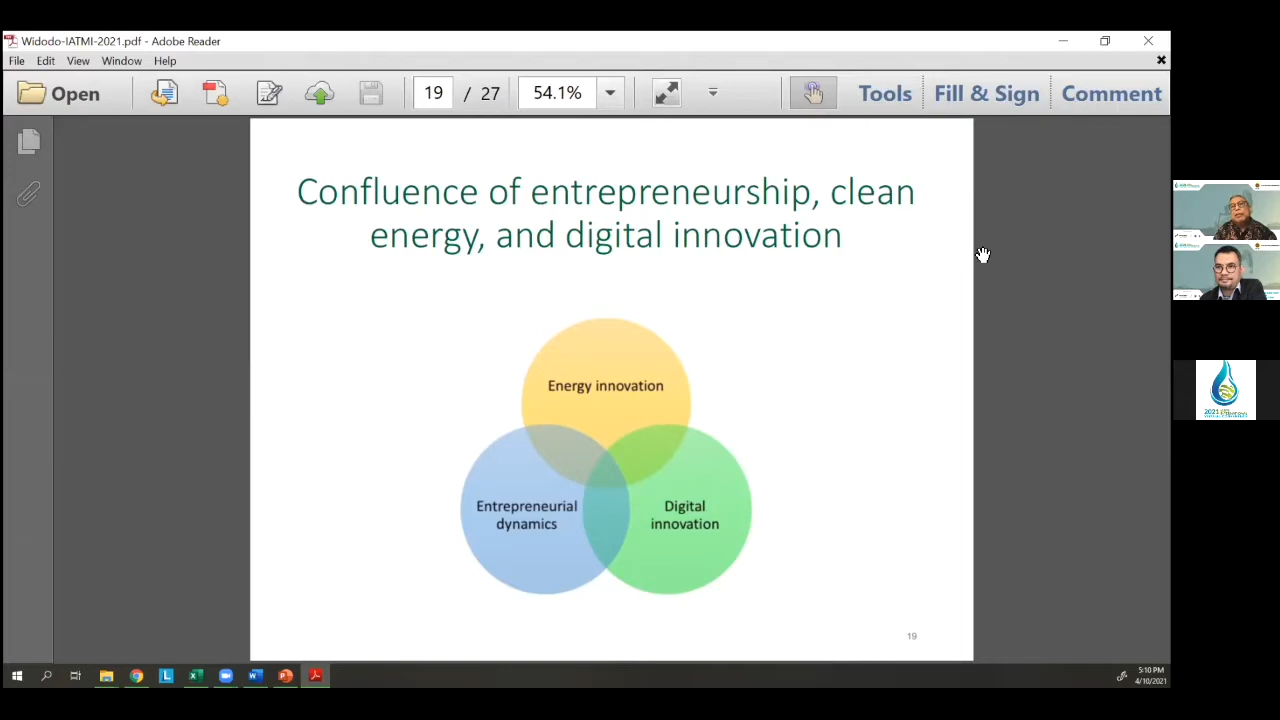 Widodo-IATMI-2021.pdf - Adobe Reader
File Edit View Window Help
Open
19 / 27
54.1%
Tools
Fill & Sign
Comment
Confluence of entrepreneurship, clean
energy, and digital innovation
Energy innovation
Entrepreneurial
dynamics
Digital
innovation
19
2021
5:10 PM
4/10/2021